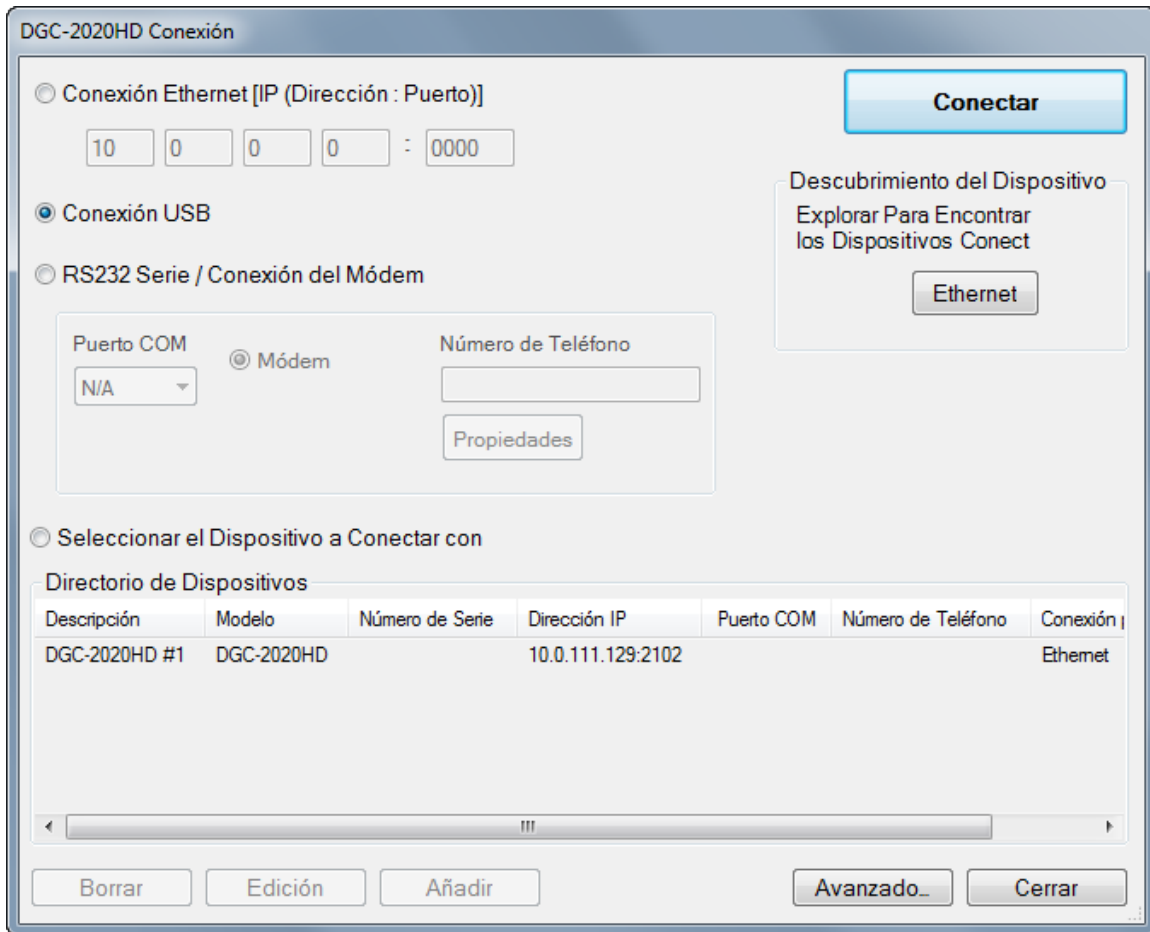 DGC-2020HD Conexión
Conexión Ethernet [IP (Dirección : Puerto)]
Conectar
10 0 0 0 : 0000
Descubrimiento del Dispositivo
Explorar Para Encontrar
los Dispositivos Conect
Ethernet
Conexión USB
RS232 Serie / Conexión del Módem
Puerto COM
Módem
Número de Teléfono
N/A
Propiedades
Seleccionar el Dispositivo a Conectar con
Directorio de Dispositivos
Descripción Modelo Número de Serie Dirección IP Puerto COM Número de Teléfono Conexión
DGC-2020HD #1 DGC-2020HD 10.0.111.129:2102 Ethernet
Borrar Edición Añadir Avanzado... Cerrar